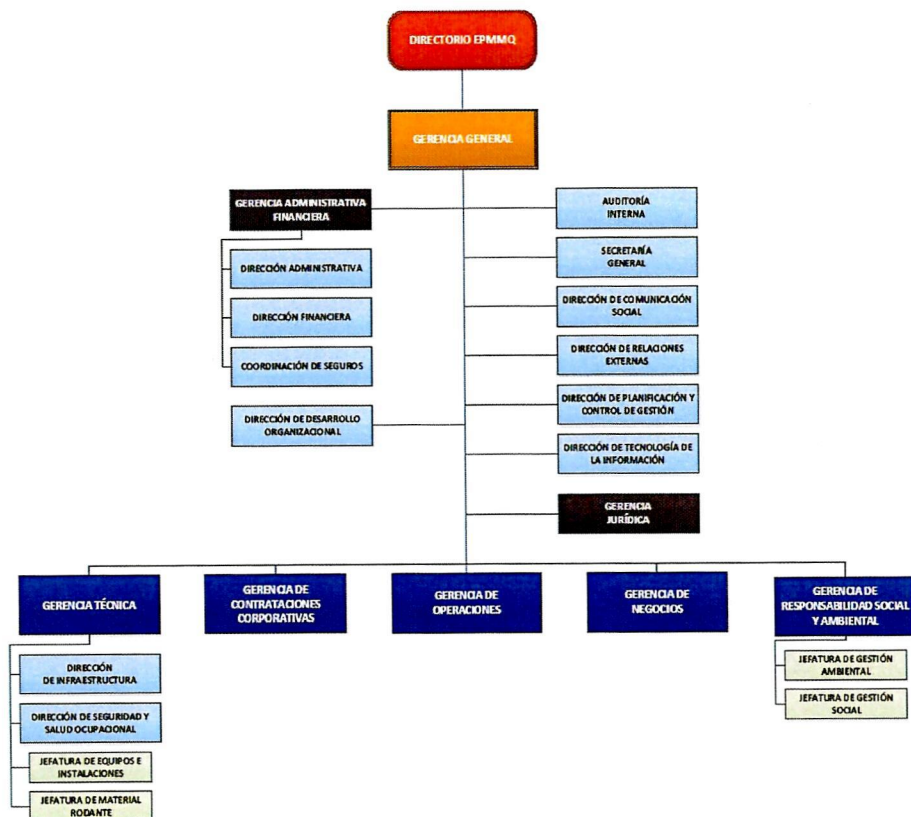 DIRECTORIO EPMMQ
GERENCIA GENERAL
GERENCIA ADMINISTRATIVA
FINANCIERA
DIRECCIÓN ADMINISTRATIVA
DIRECCIÓN FINANCIERA
COORDINACIÓN DE SEGUROS
DIRECCIÓN DE DESARROLLO
ORGANIZACIONAL
AUDITORÍA
INTERNA
SECRETARÍA
GENERAL
DIRECCIÓN DE COMUNICACIÓN
SOCIAL
DIRECCIÓN DE RELACIONES
EXTERNAS
DIRECCIÓN DE PLANIFICACIÓN Y
CONTROL DE GESTIÓN
DIRECCIÓN DE TECNOLOGÍA DE
LA INFORMACIÓN
GERENCIA
JURÍDICA
GERENCIA TÉCNICA
DIRECCIÓN
DE INFRAESTRUCTURA
DIRECCIÓN DE SEGURIDAD Y
SALUD OCUPACIONAL
JEFATURA DE EQUIPOS E
INSTALACIONES
JEFATURA DE MATERIAL
RODANTE
GERENCIA DE
CONTRATACIONES
CORPORATIVAS
GERENCIA DE
OPERACIONES
GERENCIA DE
NEGOCIOS
GERENCIA DE
RESPONSABILIDAD SOCIAL
Y AMBIENTAL
JEFATURA DE GESTIÓN
AMBIENTAL
JEFATURA DE GESTIÓN
SOCIAL